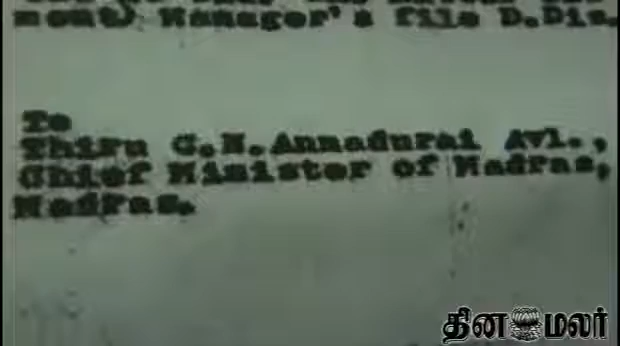 ment) Manager's file D.Dis.
To
Thiru C.N.Annadurai Avl.,
Chief Minister of Madras,
Madras.
தினமலர்